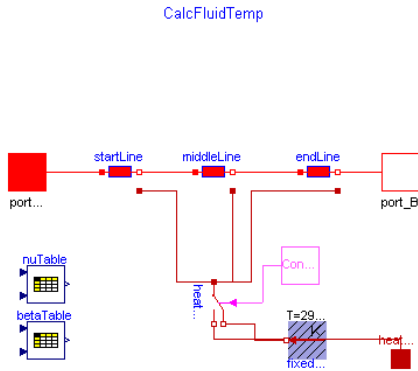 CalcFluidTemp
startLine middleLine endLine
port... port_B
nuTable
Con...
heat...
betaTable
T=29...
K
heat...
fixed...